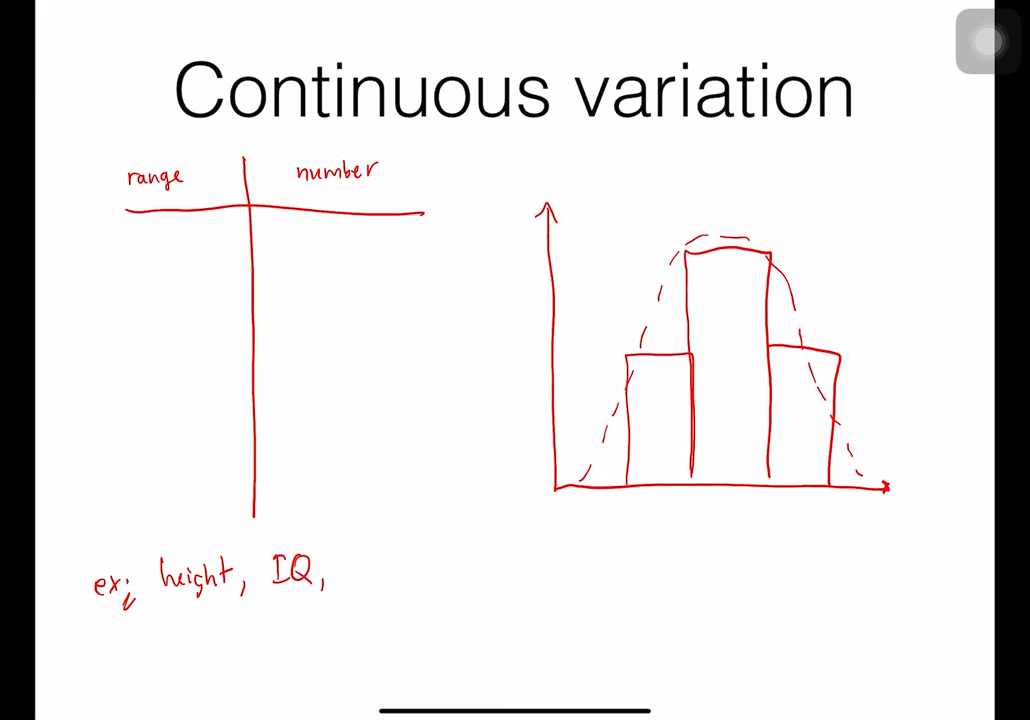 Continuous variation
range number
ex: height, IQ,